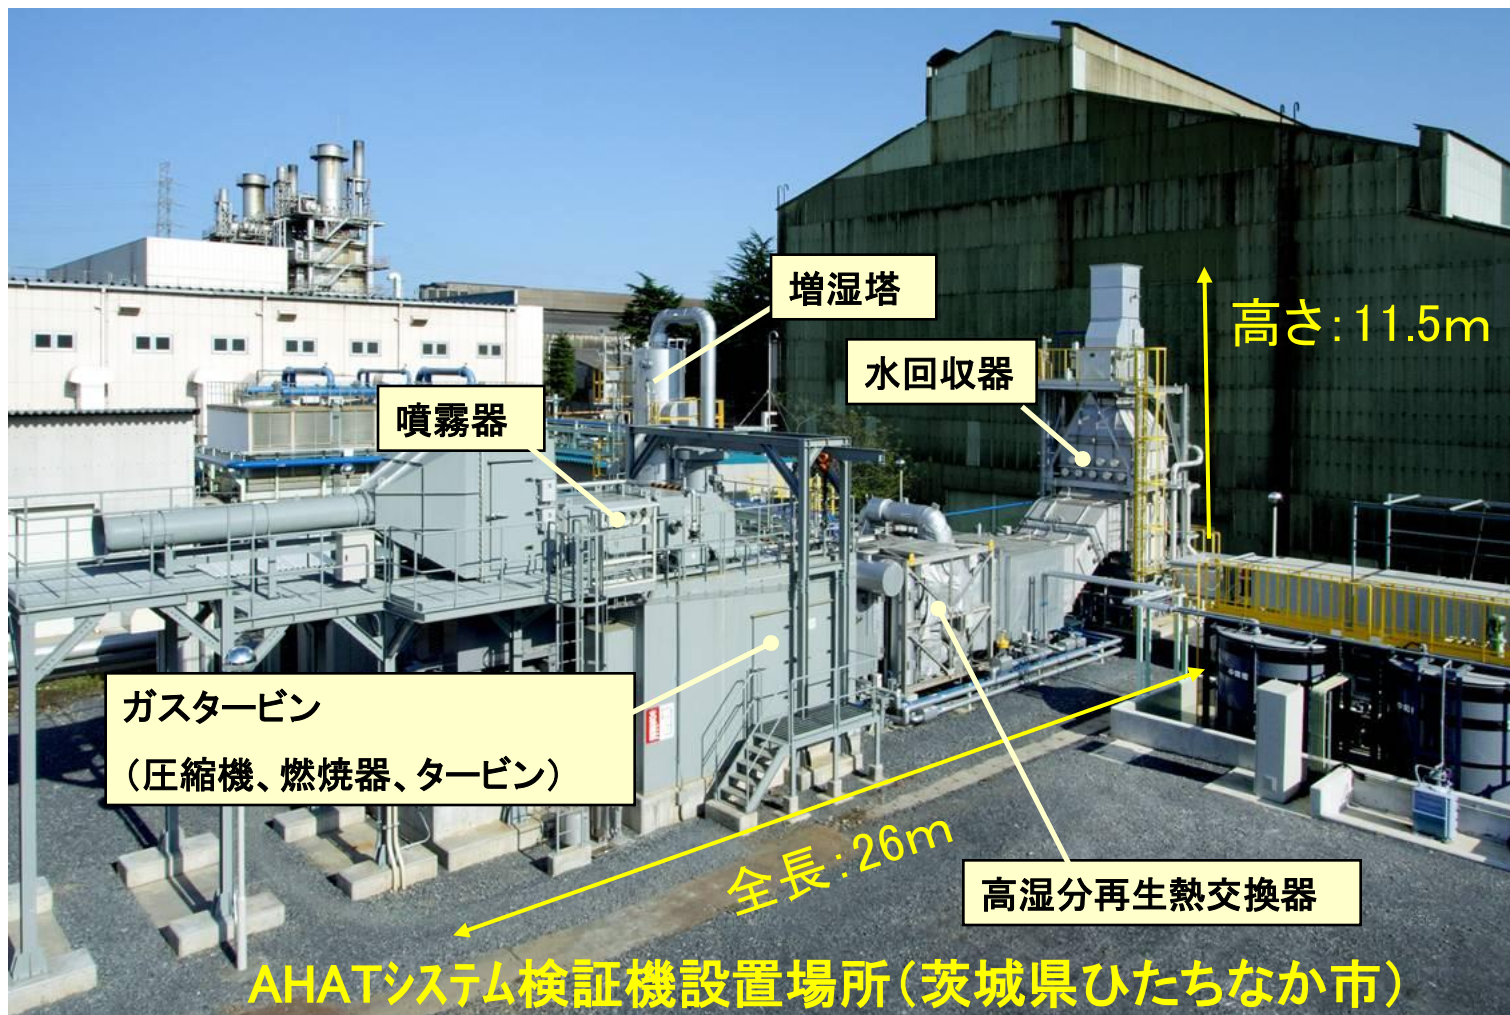 増湿塔
高さ：11.5m
水回収器
噴霧器
ガスタービン
（圧縮機、燃焼器、タービン）
全長：26m
高湿分再生熱交換器
AHATシステム検証機設置場所（茨城県ひたちなか市）